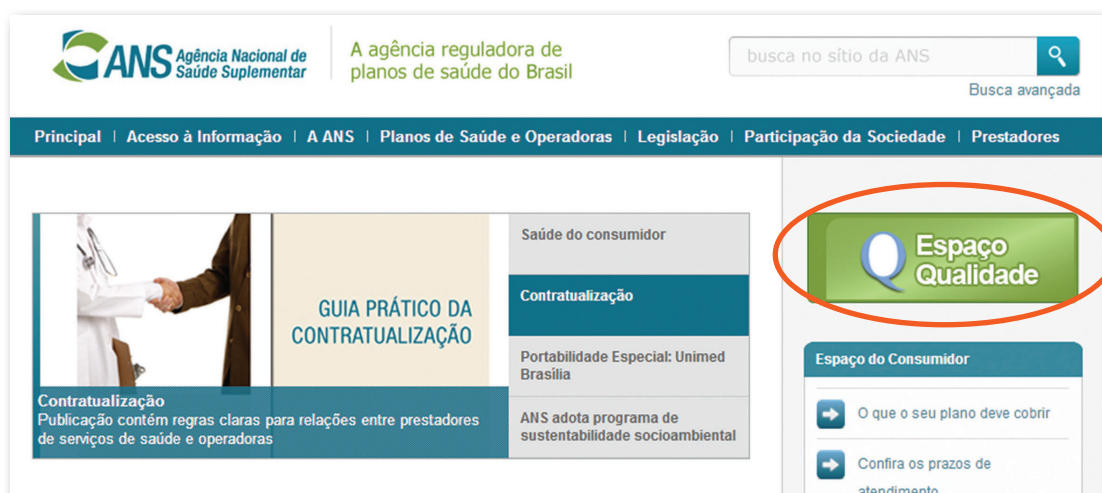 ANS Agência Nacional de
Saúde Suplementar
A agência reguladora de
planos de saúde do Brasil
busca no sítio da ANS
Busca avançada
Principal | Acesso à Informação | A ANS | Planos de Saúde e Operadoras | Legislação | Participação da Sociedade | Prestadores
GUIA PRÁTICO DA
CONTRATUALIZAÇÃO
Contratualização
Publicação contém regras claras para relações entre prestadores
de serviços de saúde e operadoras
Saúde do consumidor
Contratualização
Portabilidade Especial: Unimed
Brasília
ANS adota programa de
sustentabilidade socioambiental
Q Espaço
Qualidade
Espaço do Consumidor
O que o seu plano deve cobrir
Confira os prazos de
atendimento